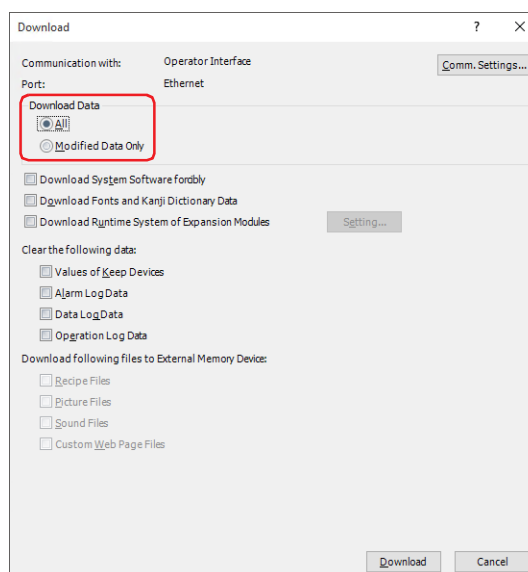 Download
Communication with: Operator Interface
Comm. Settings...
Port: Ethernet
Download Data
All
Modified Data Only
Download System Software forcibly
Download Fonts and Kanji Dictionary Data
Download Runtime System of Expansion Modules Setting...
Clear the following data:
Values of Keep Devices
Alarm Log Data
Data Log Data
Operation Log Data
Download following files to External Memory Device:
Recipe Files
Picture Files
Sound Files
Custom Web Page Files
Download Cancel